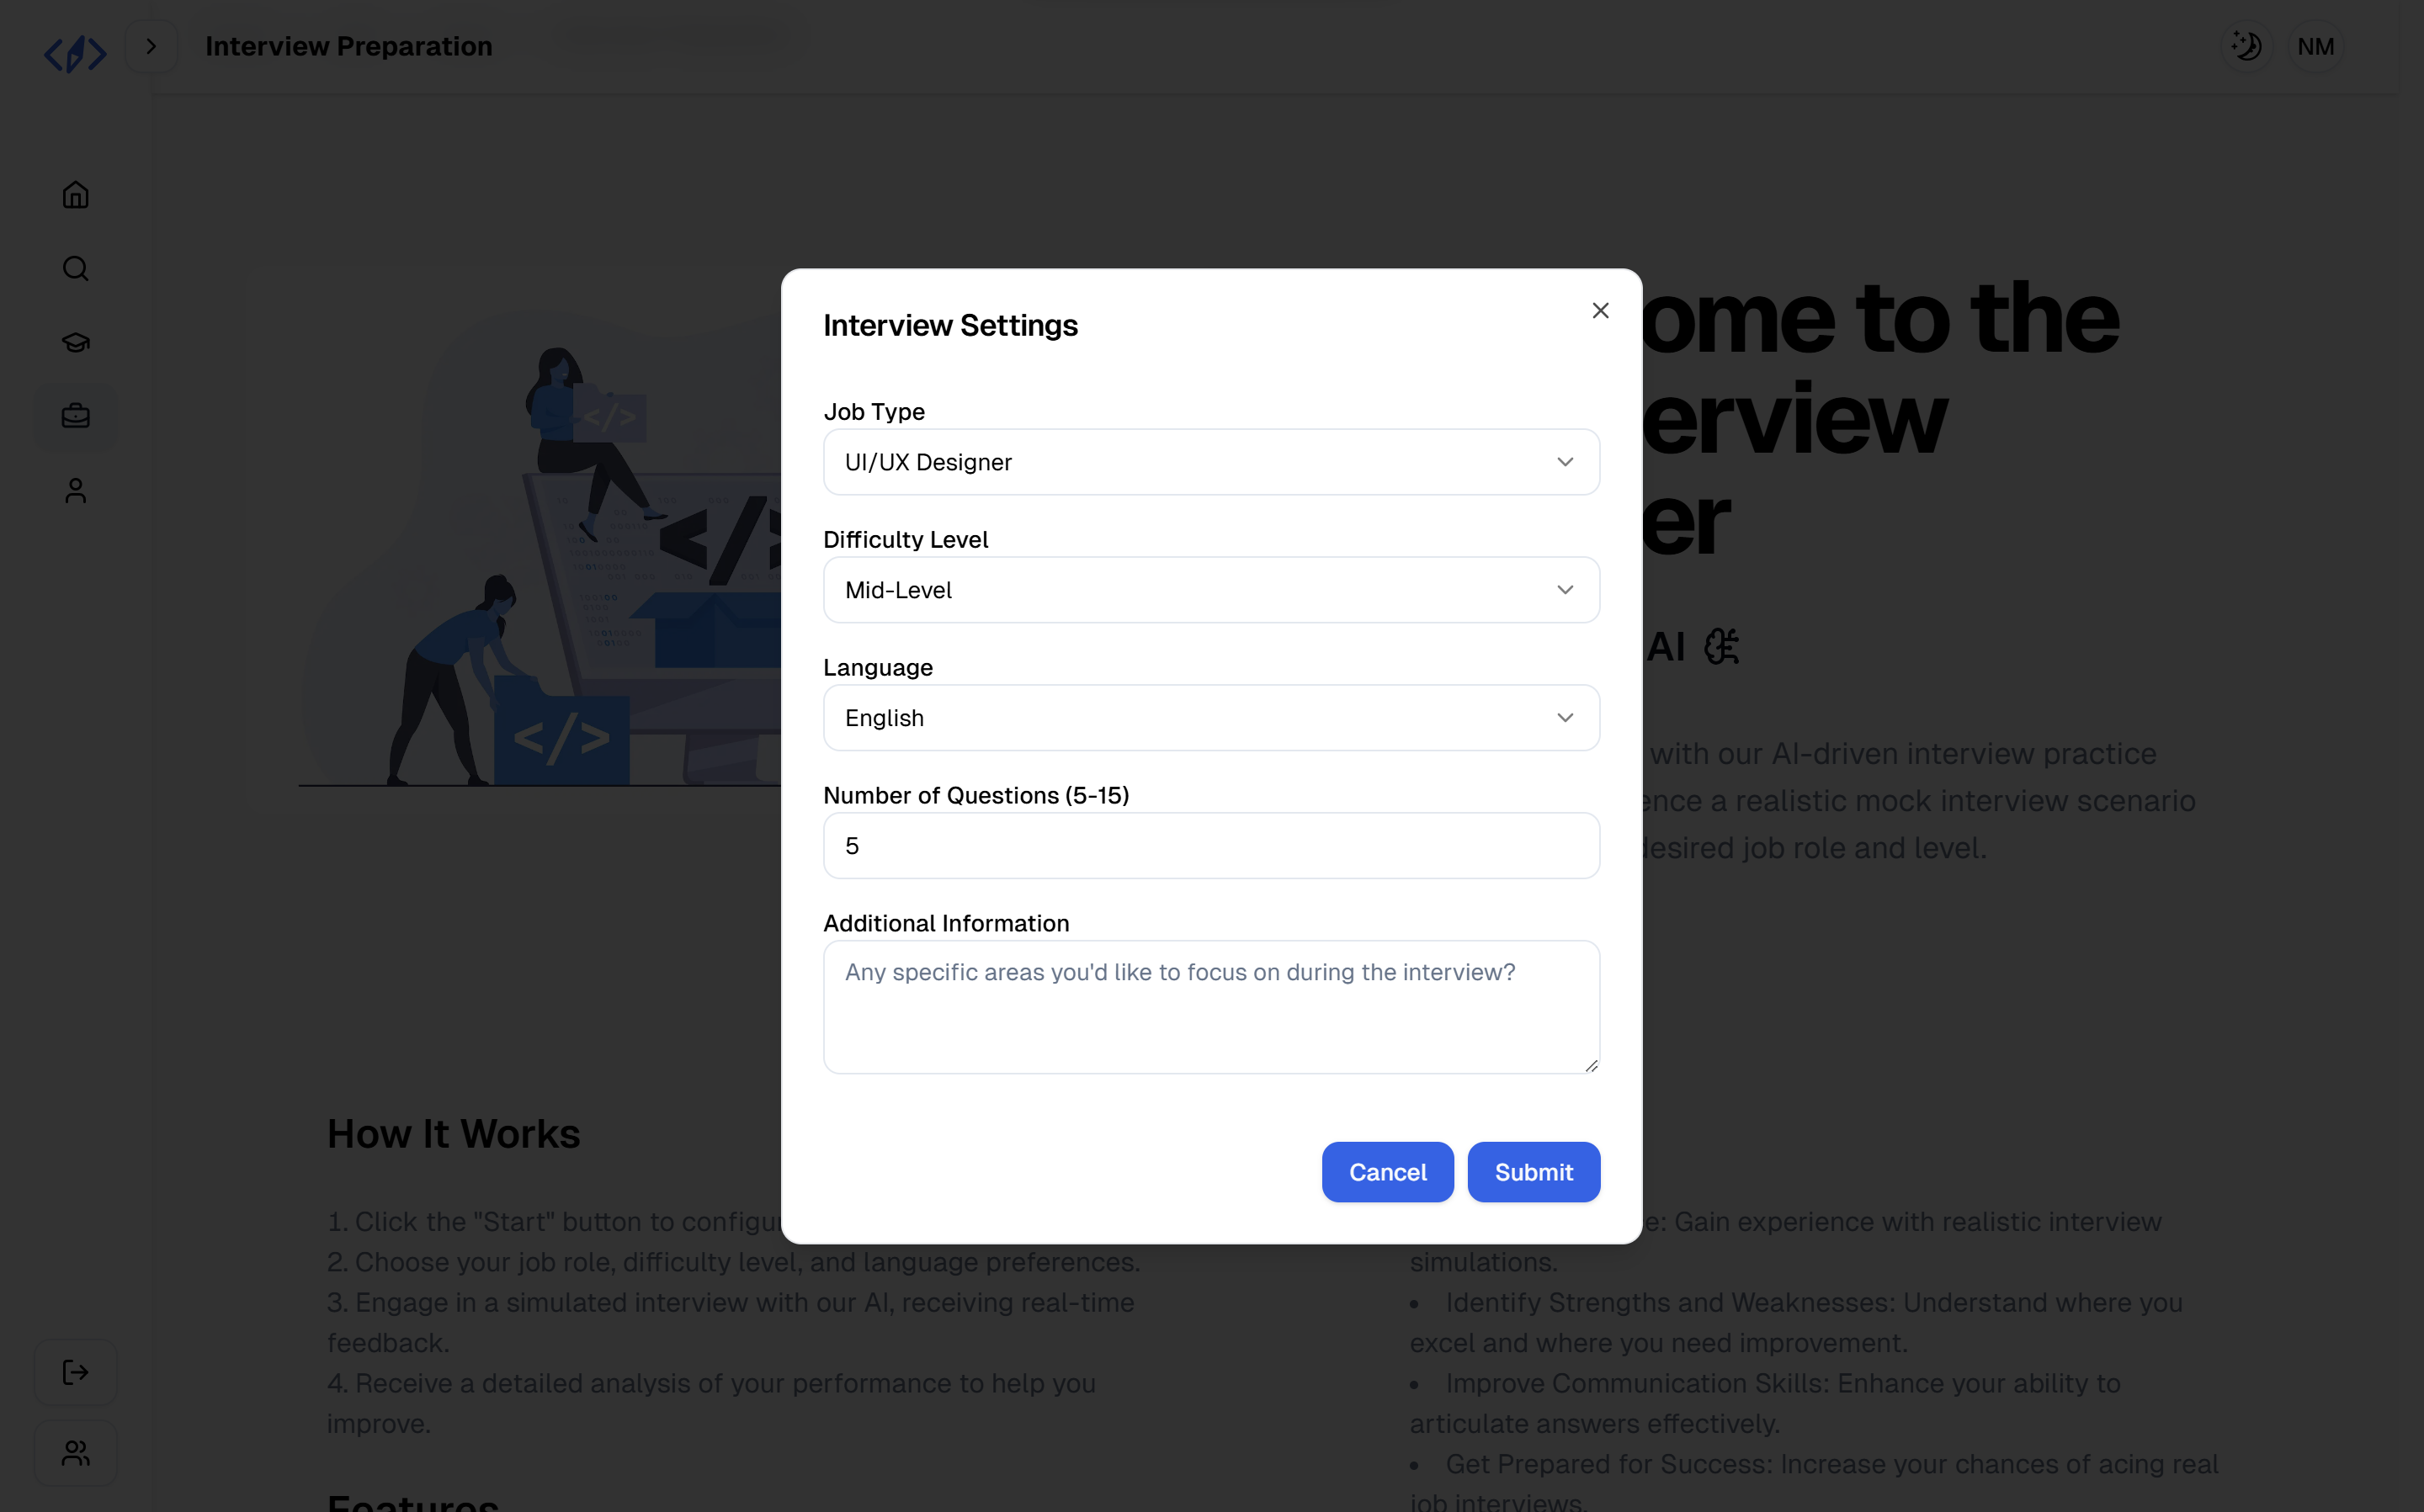 Interview Preparation
NM
ome to the
erview
er
AI
with our AI-driven interview practice
ence a realistic mock interview scenario
desired job role and level.
Interview Settings
Job Type
UI/UX Designer
Difficulty Level
Mid-Level
Language
English
Number of Questions (5-15)
5
Additional Information
Any specific areas you'd like to focus on during the interview?
Cancel
Submit
How It Works
1. Click the "Start" button to configu
2. Choose your job role, difficulty level, and language preferences.
3. Engage in a simulated interview with our AI, receiving real-time
feedback.
4. Receive a detailed analysis of your performance to help you
improve.
Features
e: Gain experience with realistic interview
simulations.
• Identify Strengths and Weaknesses: Understand where you
excel and where you need improvement.
• Improve Communication Skills: Enhance your ability to
articulate answers effectively.
• Get Prepared for Success: Increase your chances of acing real
job interviews.